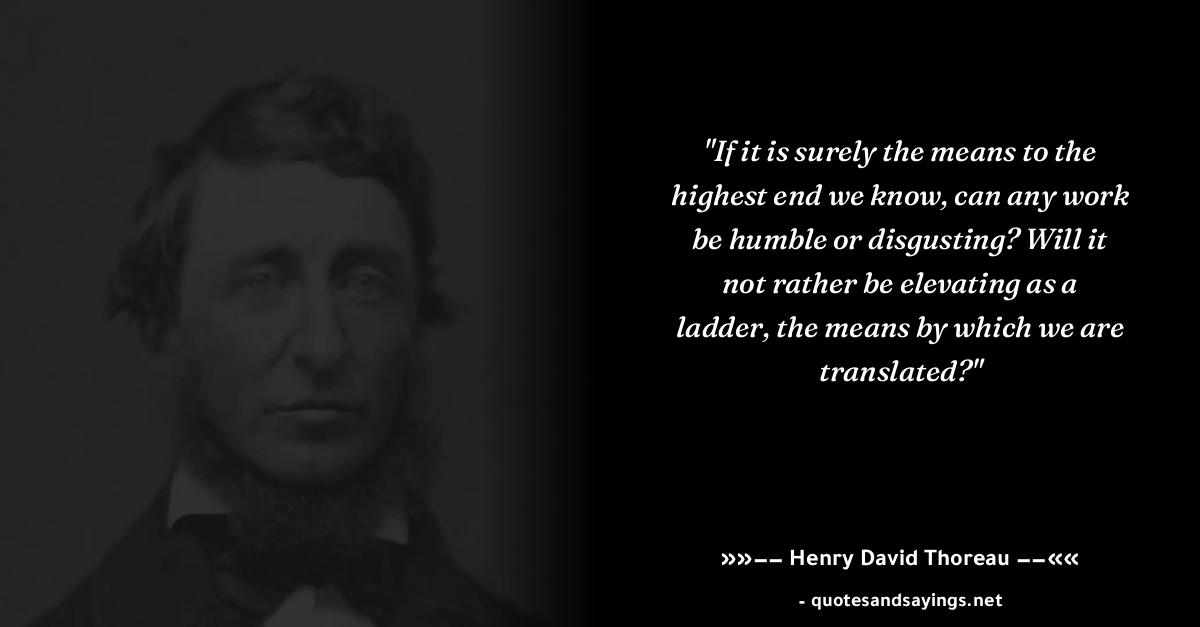 "If it is surely the means to the
highest end we know, can any work
be humble or disgusting? Will it
not rather be elevating as a
ladder, the means by which we are
translated?"
»»−− Henry David Thoreau −−««
- quotesandsayings.net